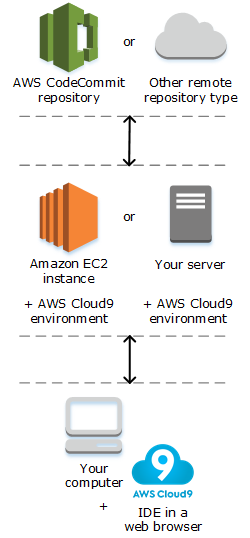 or
AWS CodeCommit
repository
Other remote
repository type
or
Amazon EC2
instance
Your server
+ AWS Cloud9
environment
+ AWS Cloud9
environment
9
Your
computer
AWS Cloud9
+
IDE in a
web browser